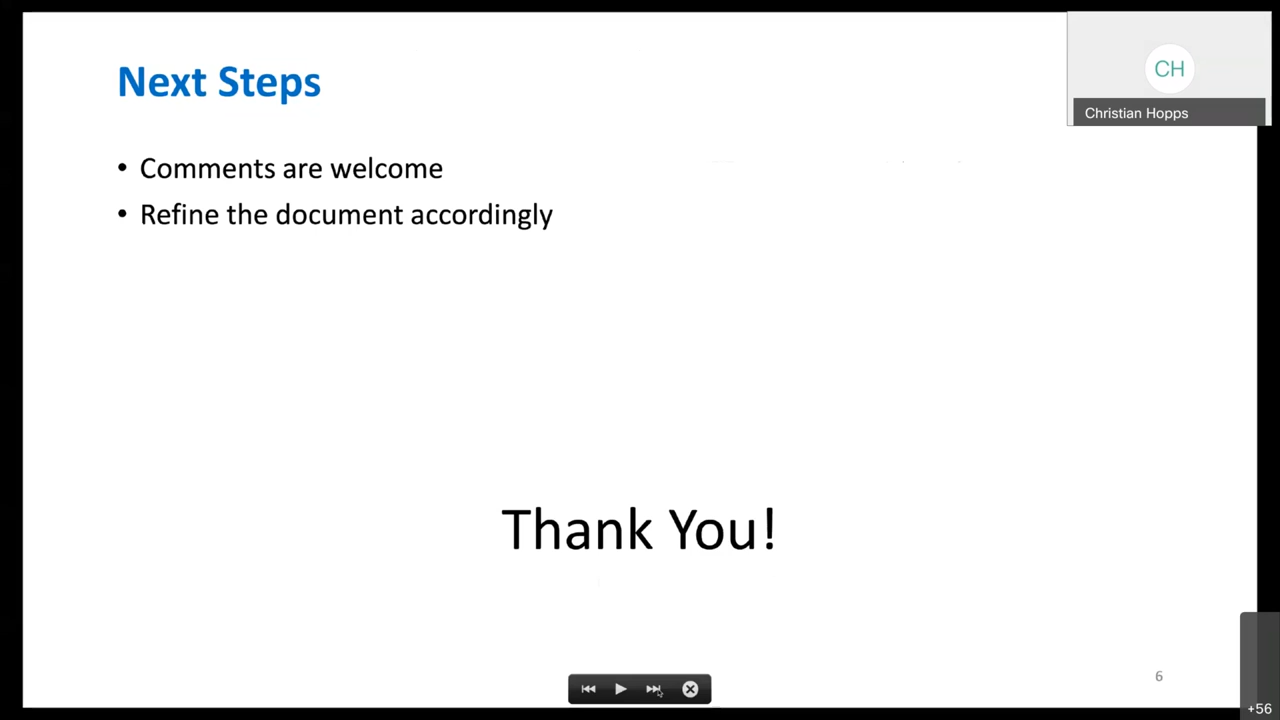 Next Steps
CH
Christian Hopps
• Comments are welcome
• Refine the document accordingly
Thank You!
6
+56